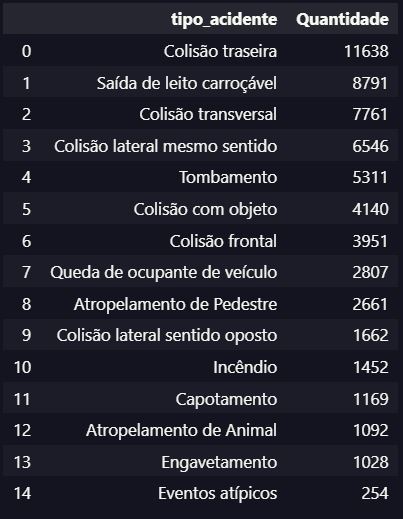 tipo_acidente Quantidade
0 Colisão traseira 11638
1 Saída de leito carroçável 8791
2 Colisão transversal 7761
3 Colisão lateral mesmo sentido 6546
4 Tombamento 5311
5 Colisão com objeto 4140
6 Colisão frontal 3951
7 Queda de ocupante de veículo 2807
8 Atropelamento de Pedestre 2661
9 Colisão lateral sentido oposto 1662
10 Incêndio 1452
11 Capotamento 1169
12 Atropelamento de Animal 1092
13 Engavetamento 1028
14 Eventos atípicos 254